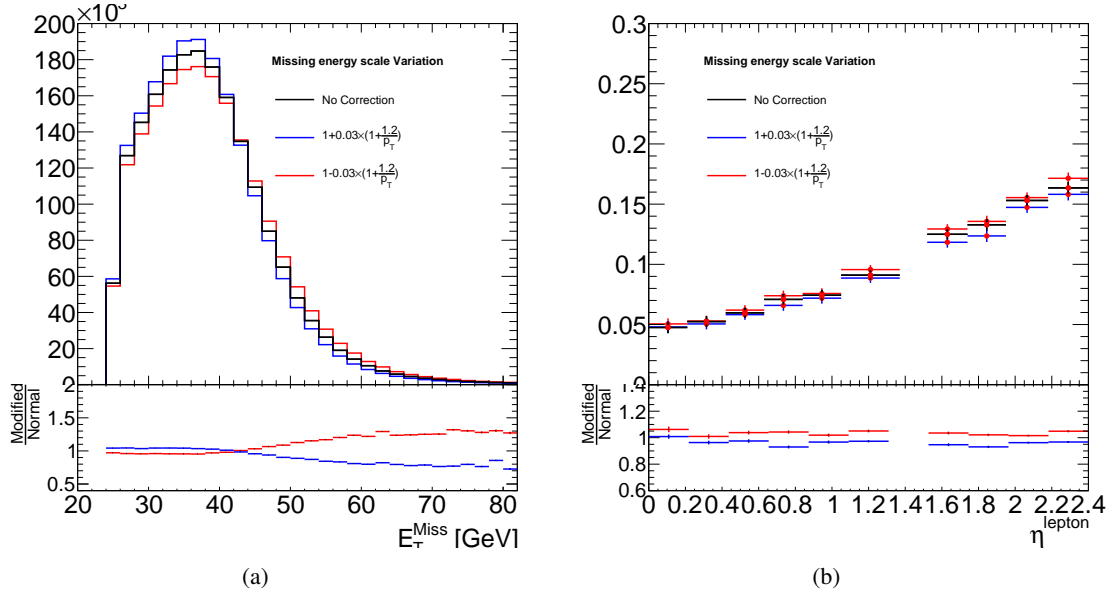 ×10³
200
180
160
140
120
100
80
60
40
20
Missing energy scale Variation
No Correction
1+0.03×(1+1.2/p_T)
1-0.03×(1+1.2/p_T)
Modified
Normal
1.5
1
0.5
20 30 40 50 60 70 80
E_T^Miss [GeV]
(a)
0.3
0.25
0.2
0.15
0.1
0.05
0
Missing energy scale Variation
No Correction
1+0.03×(1+1.2/p_T)
1-0.03×(1+1.2/p_T)
Modified
Normal
1.4
1.2
1
0.8
0.6
0 0.2 0.4 0.6 0.8 1 1.2 1.4 1.6 1.8 2 2.2 2.4
η^lepton
(b)